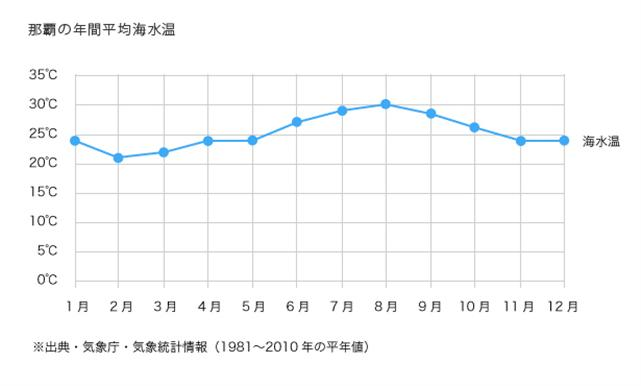 那覇の年間平均海水温
35℃
30℃
25℃
20℃
15℃
10℃
5℃
0℃
海水温
1月 2月 3月 4月 5月 6月 7月 8月 9月 10月 11月 12月
※出典・気象庁・気象統計情報（1981〜2010年の平年値）